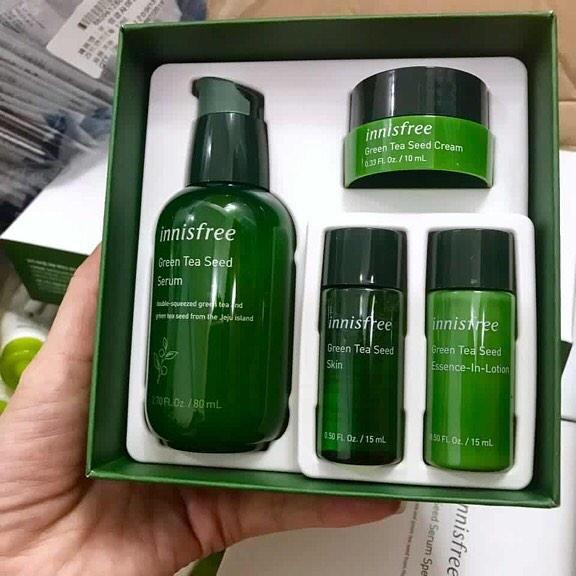 innisfree
Green Tea Seed
Serum
double-squeezed green tea and
green tea seed from the Jeju island
2.70 FL. Oz. / 80 mL
innisfree
Green Tea Seed Cream
0.33 FL. Oz. / 10 mL
innisfree
Green Tea Seed
Skin
0.50 FL. Oz. / 15 mL
innisfree
Green Tea Seed
Essence-In-Lotion
0.50 FL. Oz. / 15 mL
innisfree
Seed Serum Spe